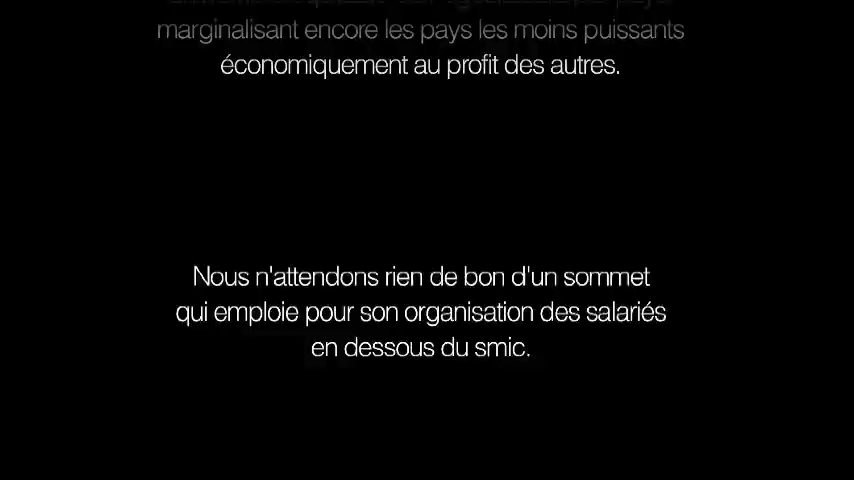 marginalisant encore les pays les moins puissants
économiquement au profit des autres.
Nous n'attendons rien de bon d'un sommet
qui emploie pour son organisation des salariés
en dessous du smic.